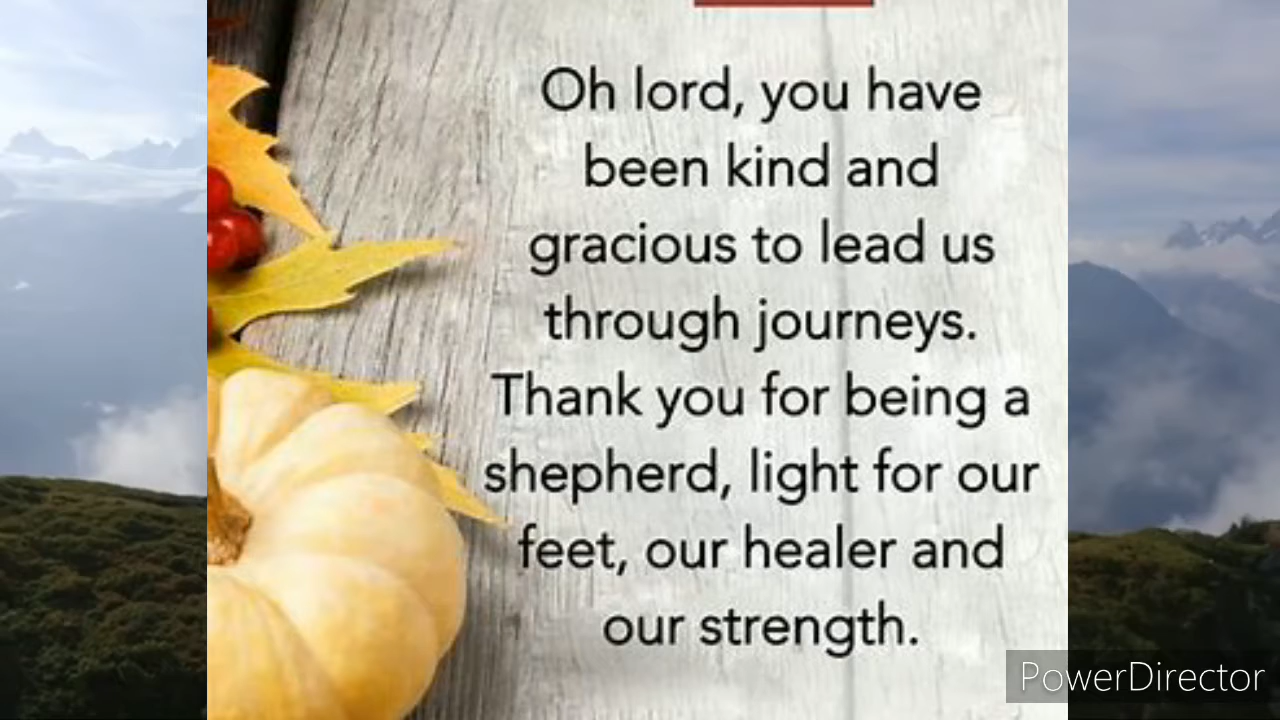 Oh lord, you have
been kind and
gracious to lead us
through journeys.
Thank you for being a
shepherd, light for our
feet, our healer and
our strength.
PowerDirector